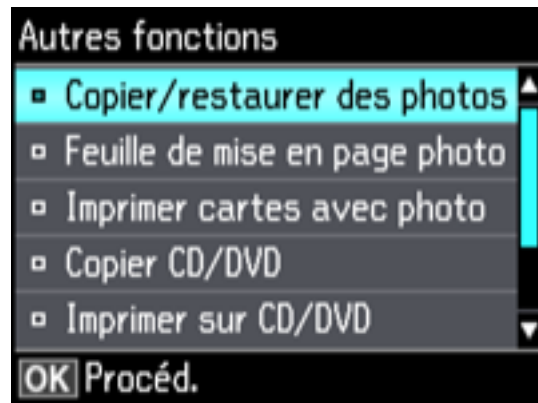 Autres fonctions
Copier/restaurer des photos
Feuille de mise en page photo
Imprimer cartes avec photo
Copier CD/DVD
Imprimer sur CD/DVD
OK Procéd.